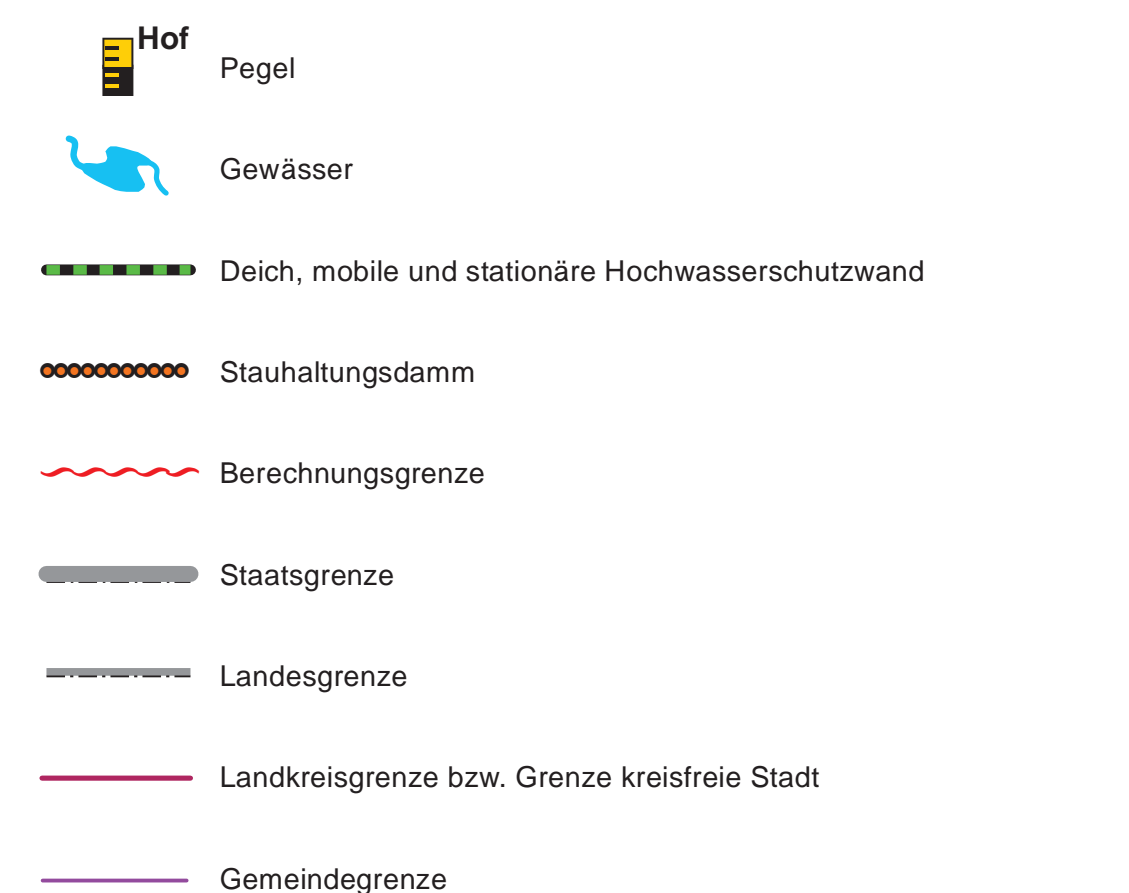 Hof
Pegel
Gewässer
Deich, mobile und stationäre Hochwasserschutzwand
Stauhaltungsdamm
Berechnungsgrenze
Staatsgrenze
Landesgrenze
Landkreisgrenze bzw. Grenze kreisfreie Stadt
Gemeindegrenze